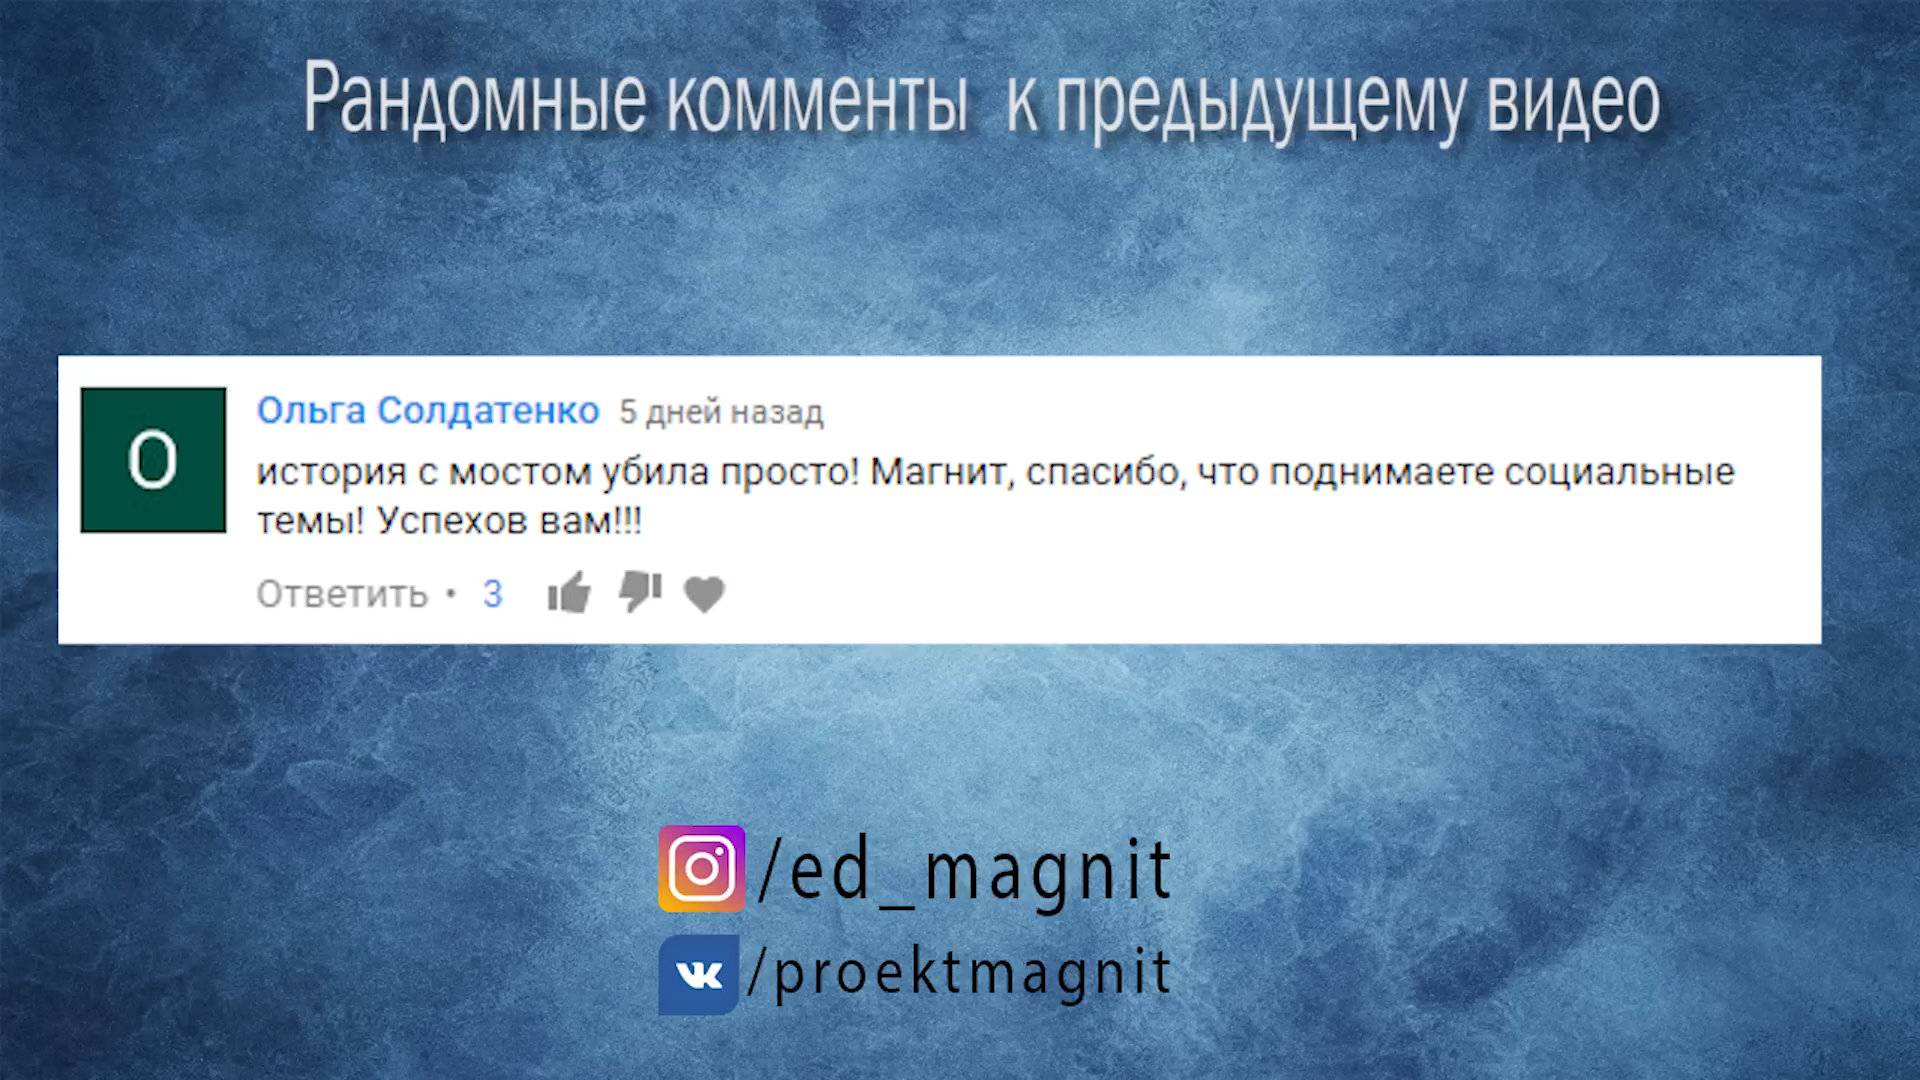 Рандомные комменты к предыдущему видео
О
Ольга Солдатенко 5 дней назад
история с мостом убила просто! Магнит, спасибо, что поднимаете социальные
темы! Успехов вам!!!
Ответить • 3
/ed_magnit
/proektmagnit